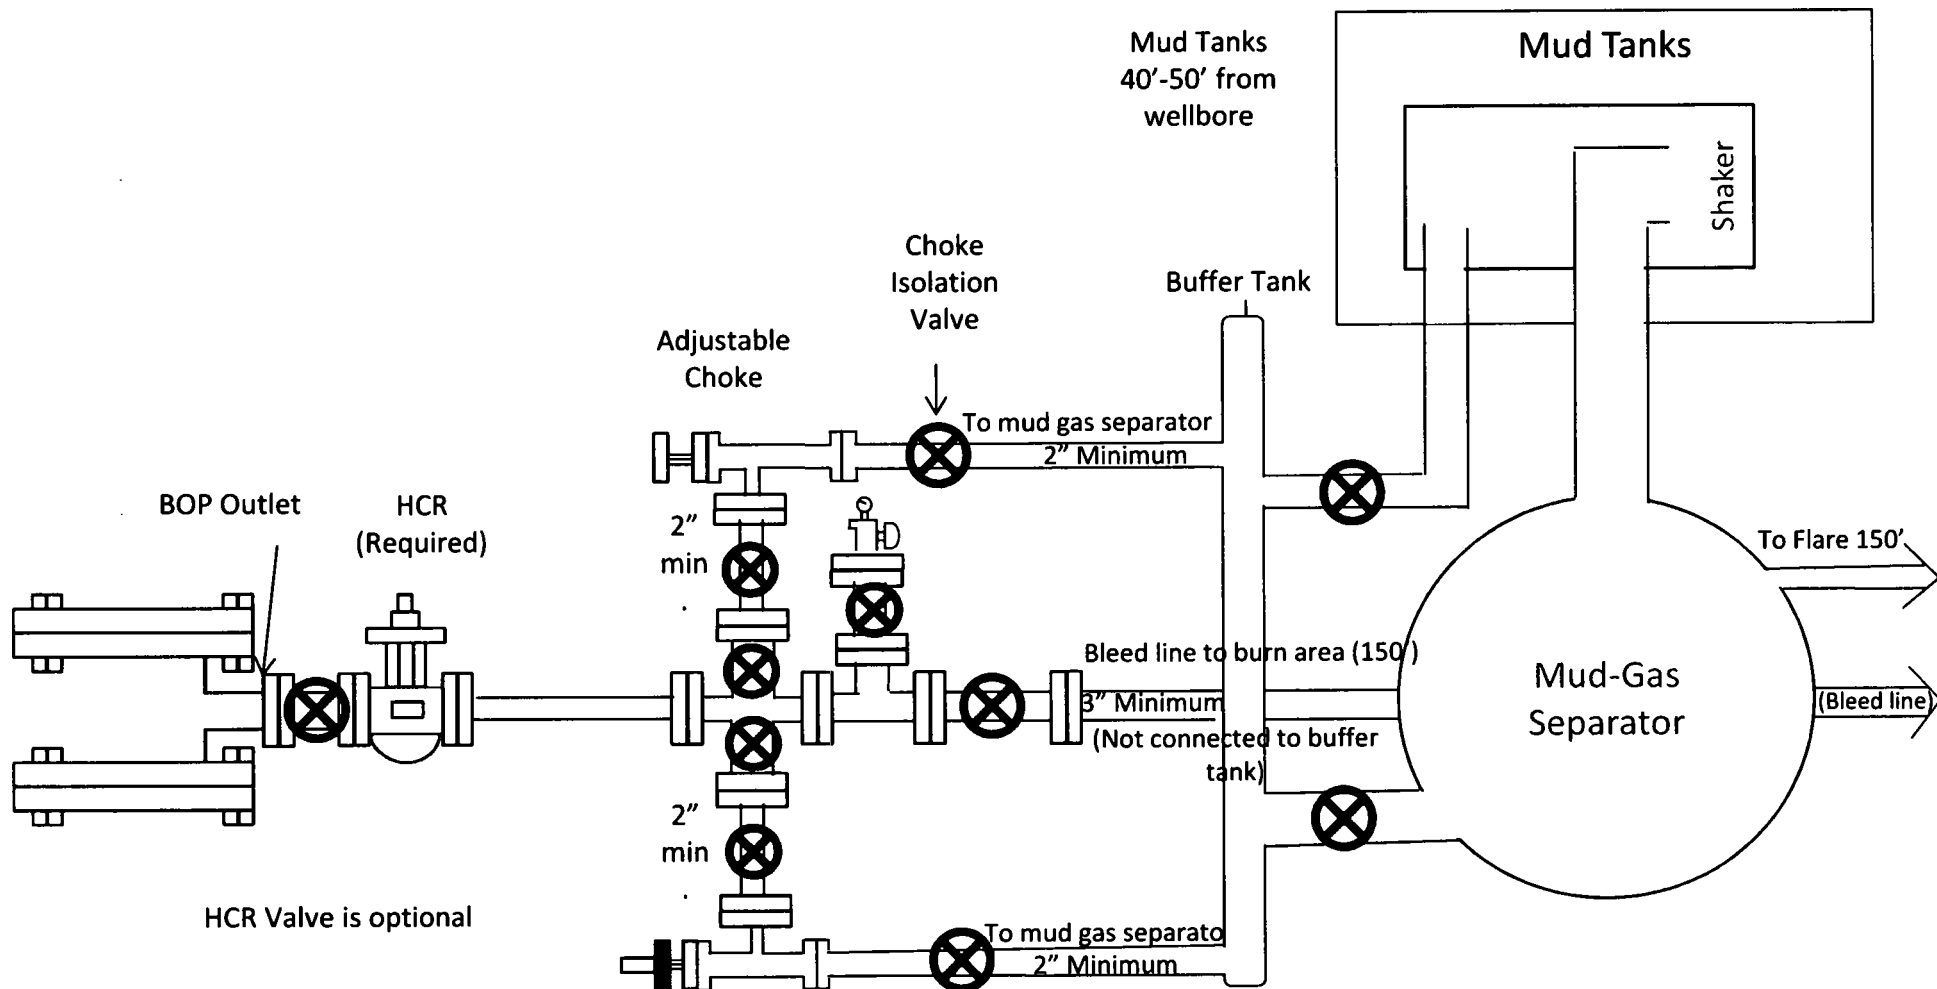 Mud Tanks
40'-50' from
wellbore
Mud Tanks
Shaker
Choke
Isolation
Valve
Buffer Tank
Adjustable
Choke
To mud gas separator
2" Minimum
BOP Outlet
HCR
(Required)
2"
min
To Flare 150'
Bleed line to burn area (150')
3" Minimum
(Not connected to buffer
tank)
Mud-Gas
Separator
(Bleed line)
2"
min
HCR Valve is optional
To mud gas separato
2" Minimum